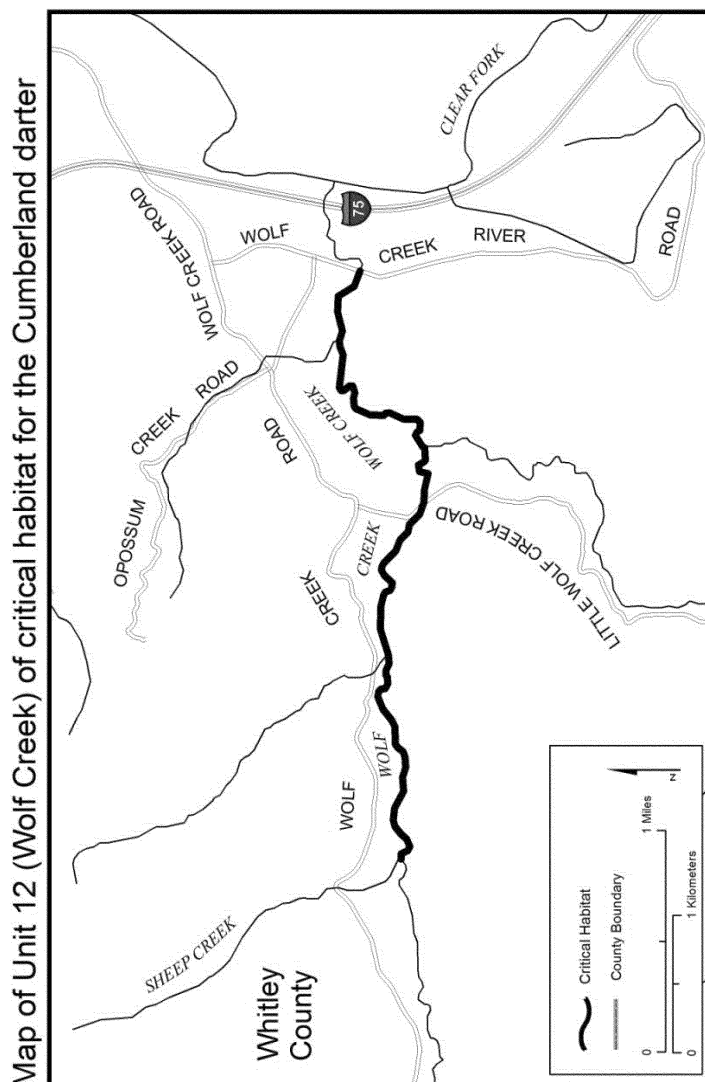 Map of Unit 12 (Wolf Creek) of critical habitat for the Cumberland darter
SHEEP CREEK
Whitley
County
WOLF
CREEK
ROAD
WOLF
CREEK
WOLF CREEK
OPOSSUM
CREEK
ROAD
WOLF CREEK ROAD
WOLF
CREEK
RIVER
ROAD
75
CLEAR FORK
LITTLE WOLF CREEK ROAD
Critical Habitat
County Boundary
0
1 Miles
0
1 Kilometers
N